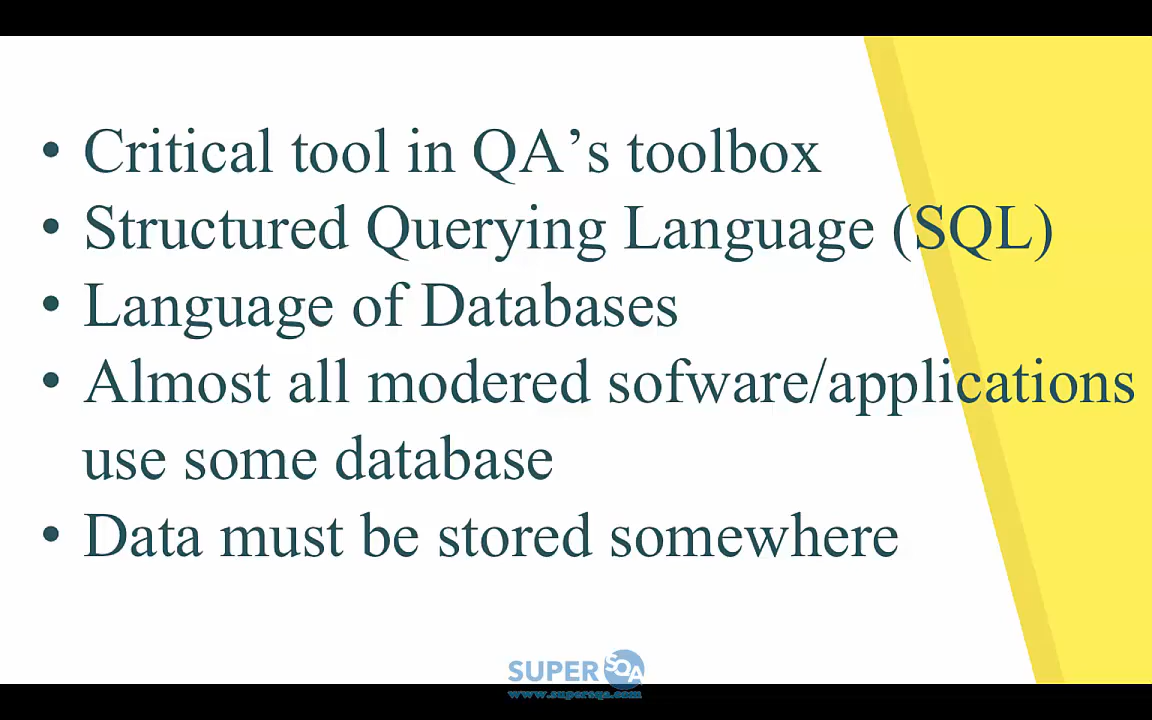 • Critical tool in QA’s toolbox
• Structured Querying Language (SQL)
• Language of Databases
• Almost all modered sofware/applications
use some database
• Data must be stored somewhere
SUPER SQA
www.supersqa.com